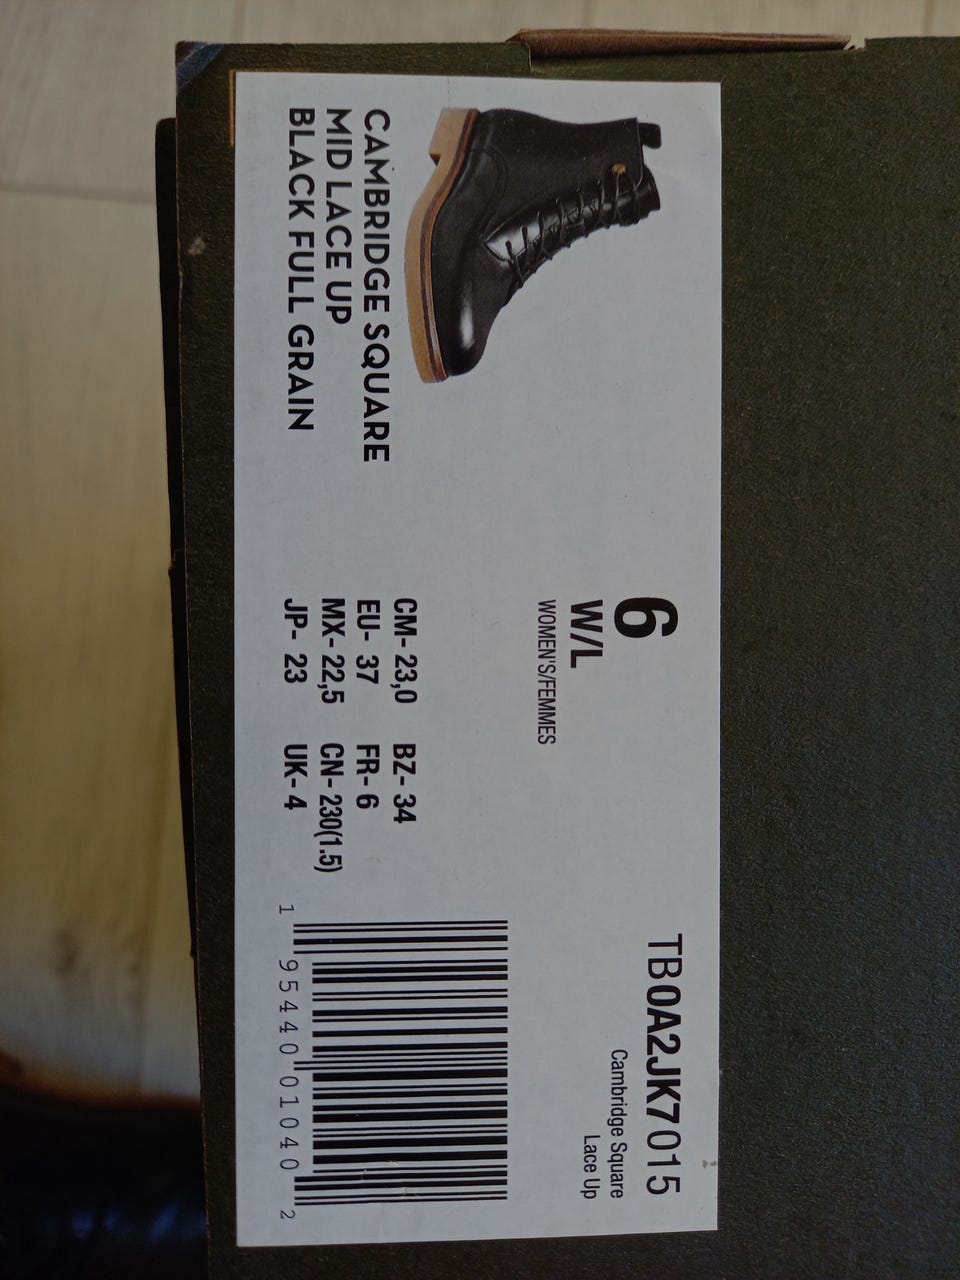 CAMBRIDGE SQUARE
MID LACE UP
BLACK FULL GRAIN
6
W/L
WOMEN'S/FEMMES
CM- 23,0 BZ- 34
EU- 37 FR- 6
MX- 22,5 CN- 230(1.5)
JP- 23 UK- 4
TB0A2JK7015
Cambridge Square
Lace Up
1 95440 01040 2